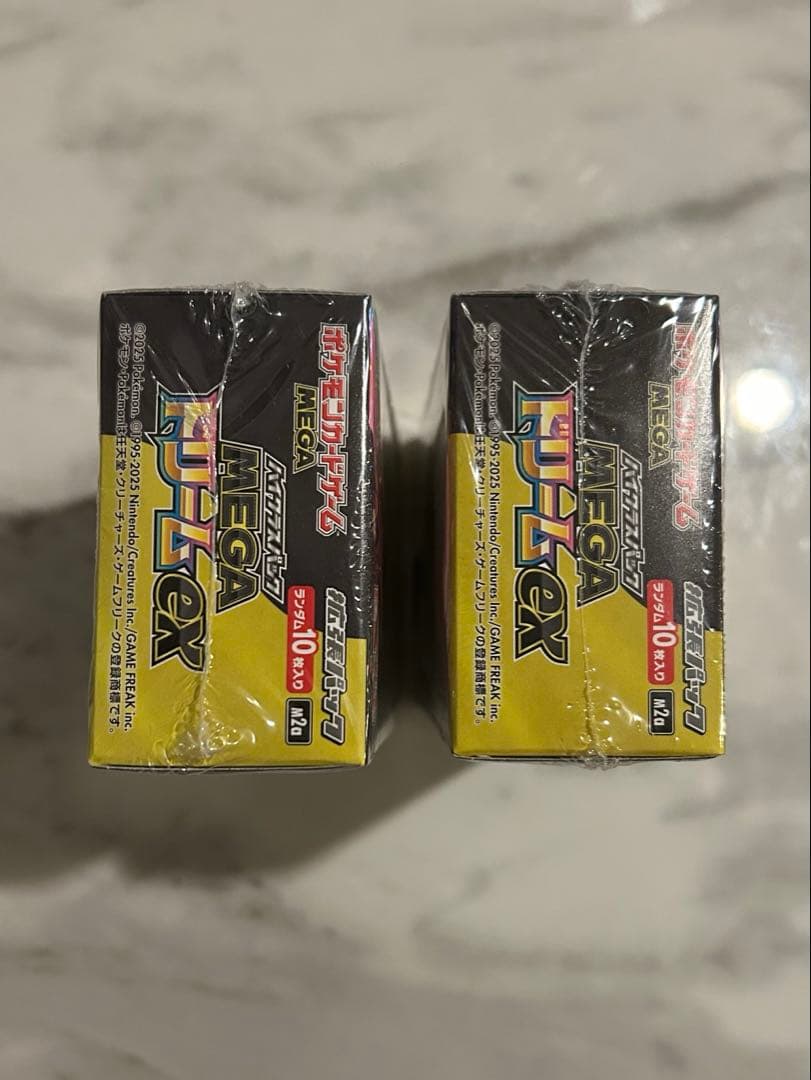 ポケモンカードゲーム
MEGA
拡張パック
ハイクラスパック
MEGA
ドリームex
ランダム10枚入り
M2a
©2025 Pokémon. ©1995-2025 Nintendo/Creatures Inc./GAME FREAK inc.
ポケモン・Pokémonは任天堂・クリーチャーズ・ゲームフリークの登録商標です。
ポケモンカードゲーム
MEGA
拡張パック
ハイクラスパック
MEGA
ドリームex
ランダム10枚入り
M2a
©2025 Pokémon. ©1995-2025 Nintendo/Creatures Inc./GAME FREAK inc.
ポケモン・Pokémonは任天堂・クリーチャーズ・ゲームフリークの登録商標です。